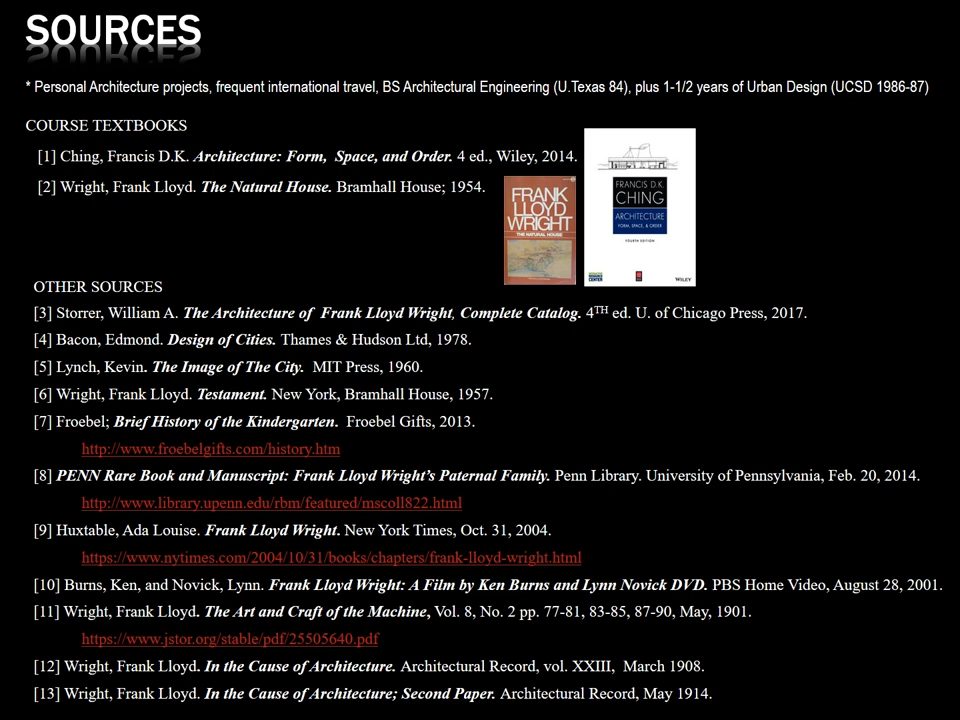 SOURCES
* Personal Architecture projects, frequent international travel, BS Architectural Engineering (U.Texas 84), plus 1-1/2 years of Urban Design (UCSD 1986-87)
COURSE TEXTBOOKS
[1] Ching, Francis D.K. Architecture: Form, Space, and Order. 4 ed., Wiley, 2014.
[2] Wright, Frank Lloyd. The Natural House. Bramhall House; 1954.
FRANK
LLOYD
WRIGHT
THE NATURAL HOUSE
FRANCIS D.K.
CHING
ARCHITECTURE
FORM, SPACE, & ORDER
FOURTH EDITION
WILEY
OTHER SOURCES
[3] Storrer, William A. The Architecture of Frank Lloyd Wright, Complete Catalog. 4TH ed. U. of Chicago Press, 2017.
[4] Bacon, Edmond. Design of Cities. Thames & Hudson Ltd, 1978.
[5] Lynch, Kevin. The Image of The City. MIT Press, 1960.
[6] Wright, Frank Lloyd. Testament. New York, Bramhall House, 1957.
[7] Froebel; Brief History of the Kindergarten. Froebel Gifts, 2013.
http://www.froebelgifts.com/history.htm
[8] PENN Rare Book and Manuscript: Frank Lloyd Wright's Paternal Family. Penn Library. University of Pennsylvania, Feb. 20, 2014.
http://www.library.upenn.edu/rbm/featured/mscoll822.html
[9] Huxtable, Ada Louise. Frank Lloyd Wright. New York Times, Oct. 31, 2004.
https://www.nytimes.com/2004/10/31/books/chapters/frank-lloyd-wright.html
[10] Burns, Ken, and Novick, Lynn. Frank Lloyd Wright: A Film by Ken Burns and Lynn Novick DVD. PBS Home Video, August 28, 2001.
[11] Wright, Frank Lloyd. The Art and Craft of the Machine, Vol. 8, No. 2 pp. 77-81, 83-85, 87-90, May, 1901.
https://www.jstor.org/stable/pdf/25505640.pdf
[12] Wright, Frank Lloyd. In the Cause of Architecture. Architectural Record, vol. XXIII, March 1908.
[13] Wright, Frank Lloyd. In the Cause of Architecture; Second Paper. Architectural Record, May 1914.